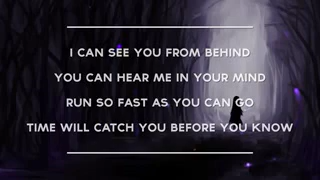 I CAN SEE YOU FROM BEHIND
YOU CAN HEAR ME IN YOUR MIND
RUN SO FAST AS YOU CAN GO
TIME WILL CATCH YOU BEFORE YOU KNOW